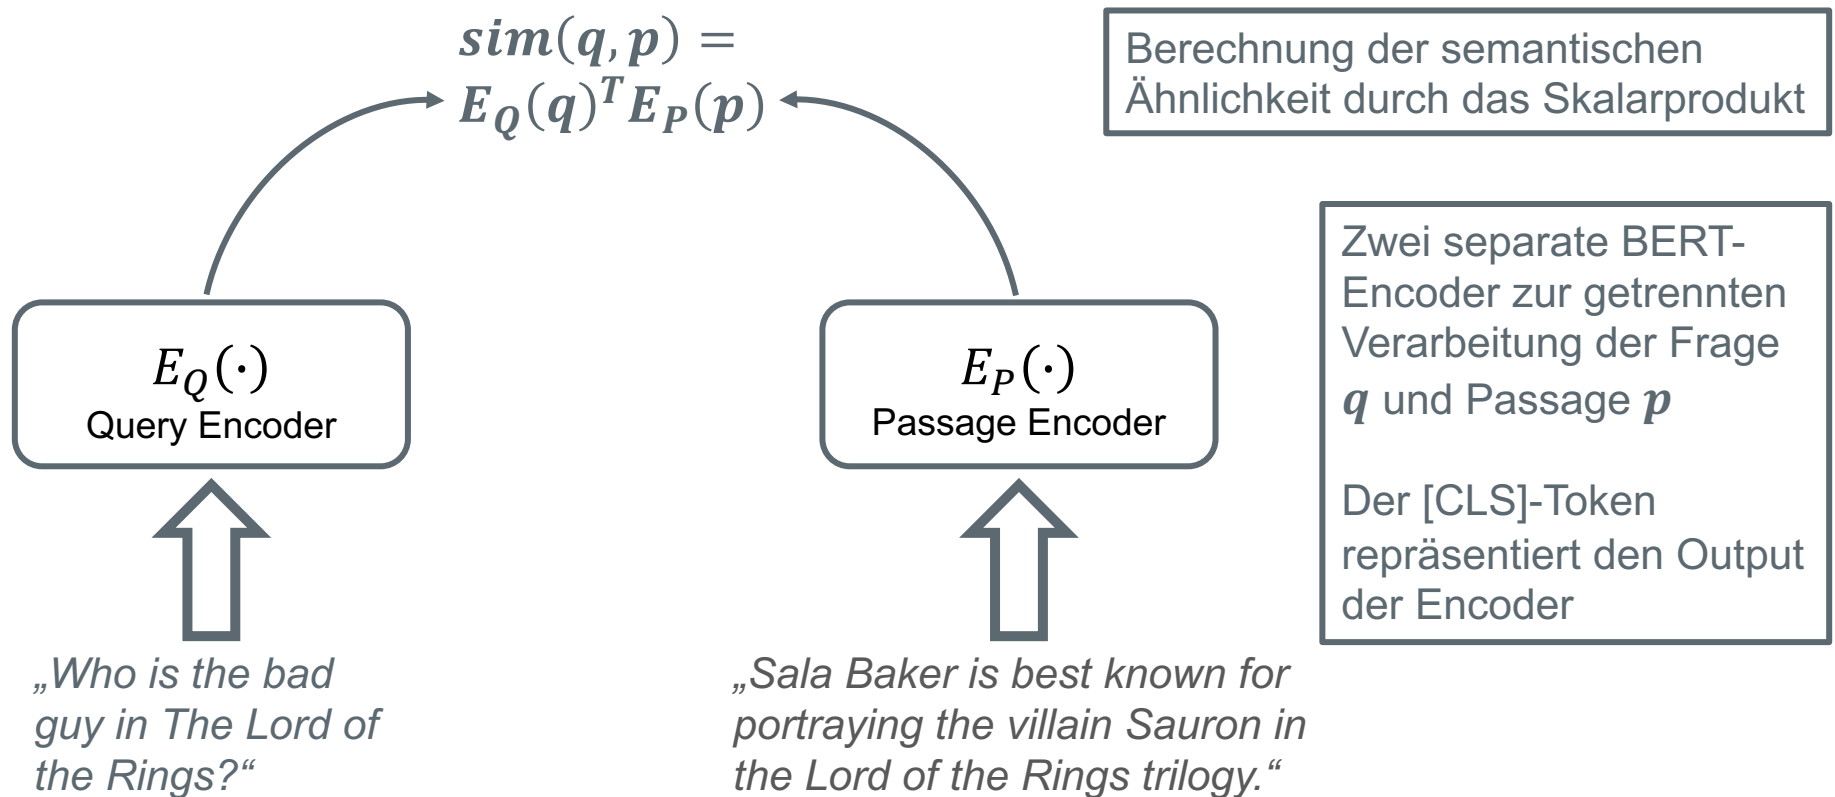 sim(q, p) =
E_Q(q)^T E_P(p)
Berechnung der semantischen
Ähnlichkeit durch das Skalarprodukt
E_Q(·)
Query Encoder
E_P(·)
Passage Encoder
Zwei separate BERT-
Encoder zur getrennten
Verarbeitung der Frage
q und Passage p
Der [CLS]-Token
repräsentiert den Output
der Encoder
„Who is the bad
guy in The Lord of
the Rings?“
„Sala Baker is best known for
portraying the villain Sauron in
the Lord of the Rings trilogy.“